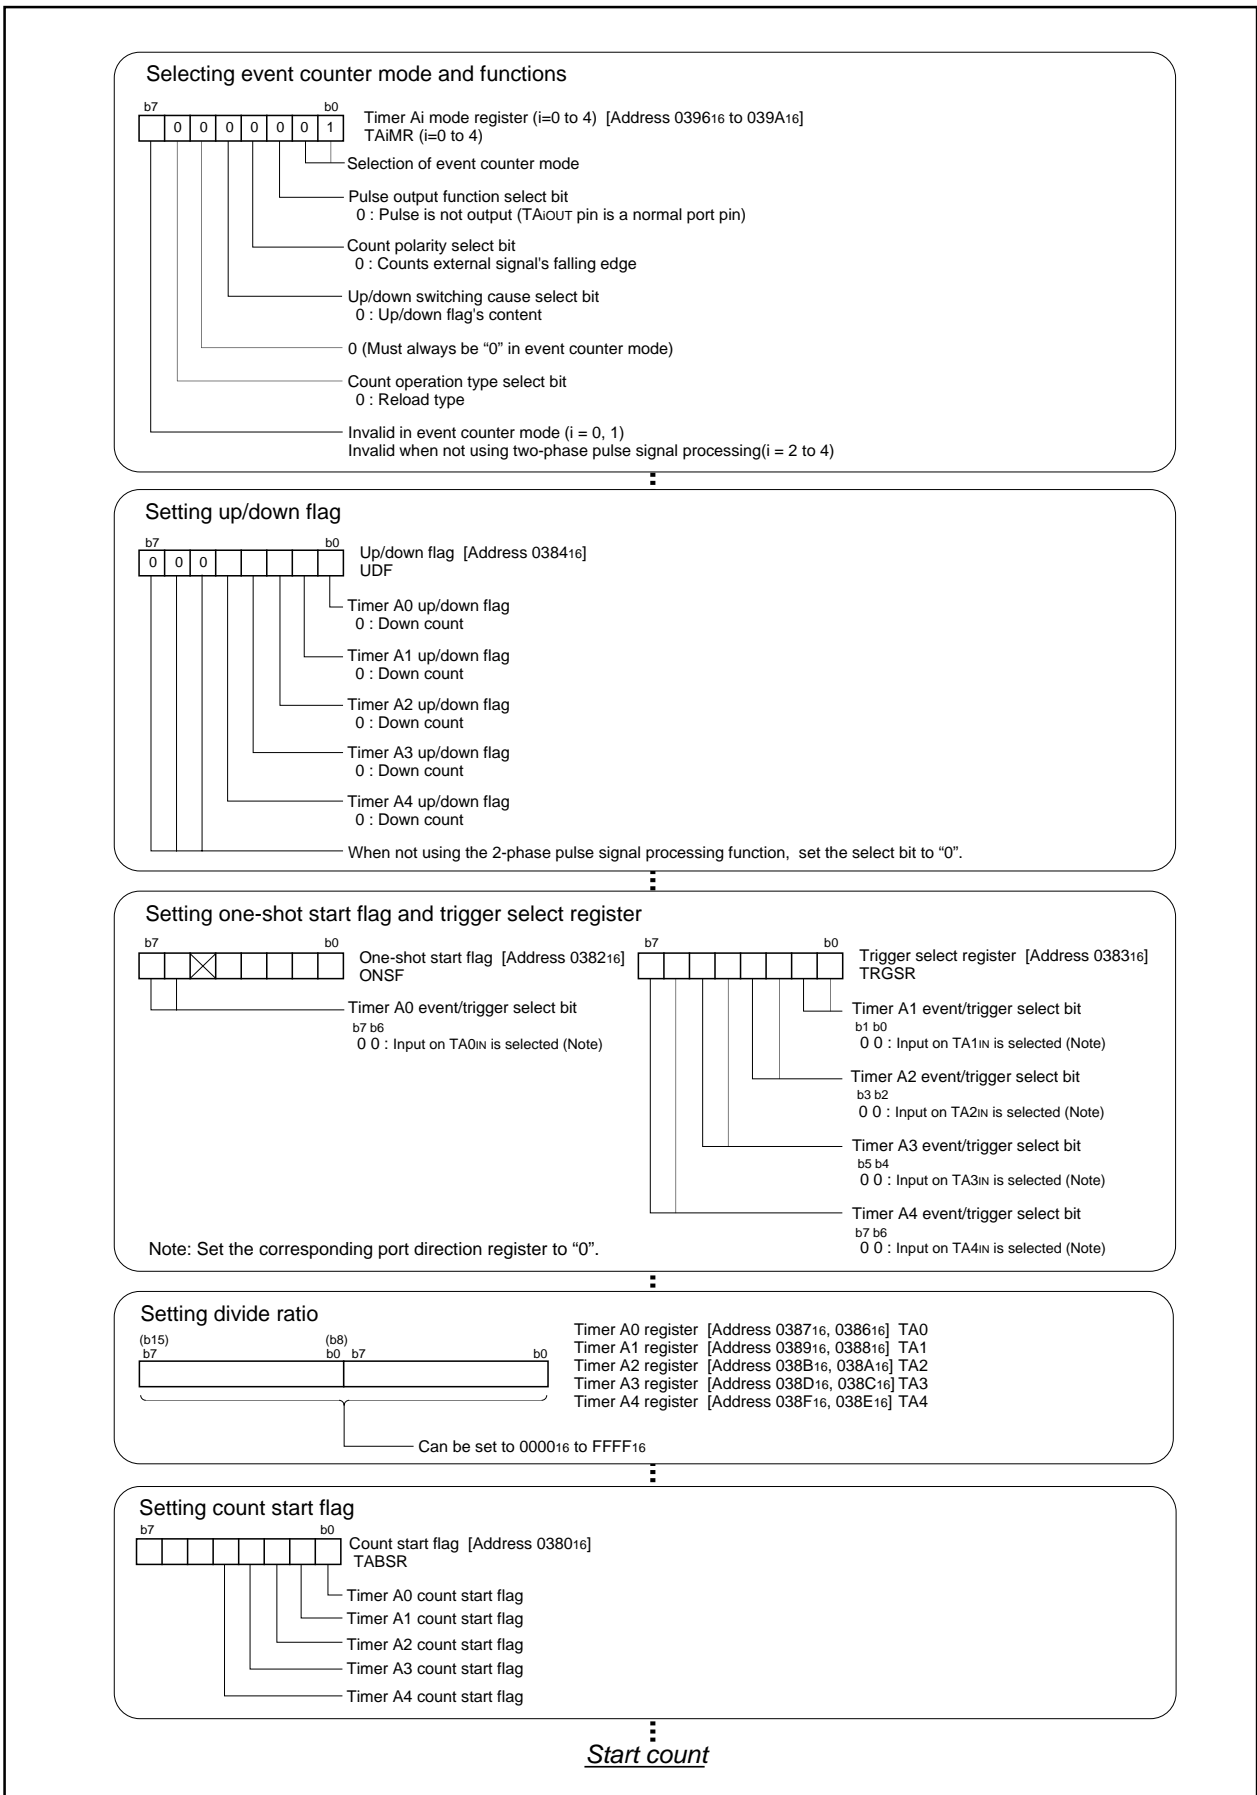 Selecting event counter mode and functions
b7 b0
0 0 0 0 0 0 1
Timer Ai mode register (i=0 to 4) [Address 039616 to 039A16]
TAiMR (i=0 to 4)
Selection of event counter mode
Pulse output function select bit
0 : Pulse is not output (TAiOUT pin is a normal port pin)
Count polarity select bit
0 : Counts external signal's falling edge
Up/down switching cause select bit
0 : Up/down flag's content
0 (Must always be “0” in event counter mode)
Count operation type select bit
0 : Reload type
Invalid in event counter mode (i = 0, 1)
Invalid when not using two-phase pulse signal processing(i = 2 to 4)
Setting up/down flag
b7 b0
0 0 0
Up/down flag [Address 038416]
UDF
Timer A0 up/down flag
0 : Down count
Timer A1 up/down flag
0 : Down count
Timer A2 up/down flag
0 : Down count
Timer A3 up/down flag
0 : Down count
Timer A4 up/down flag
0 : Down count
When not using the 2-phase pulse signal processing function, set the select bit to “0”.
Setting one-shot start flag and trigger select register
b7 b0
One-shot start flag [Address 038216]
ONSF
Timer A0 event/trigger select bit
b7 b6
0 0 : Input on TA0IN is selected (Note)
b7 b0
Trigger select register [Address 038316]
TRGSR
Timer A1 event/trigger select bit
b1 b0
0 0 : Input on TA1IN is selected (Note)
Timer A2 event/trigger select bit
b3 b2
0 0 : Input on TA2IN is selected (Note)
Timer A3 event/trigger select bit
b5 b4
0 0 : Input on TA3IN is selected (Note)
Timer A4 event/trigger select bit
b7 b6
0 0 : Input on TA4IN is selected (Note)
Note: Set the corresponding port direction register to “0”.
Setting divide ratio
(b15) (b8)
b7 b0 b7 b0
Timer A0 register [Address 038716, 038616] TA0
Timer A1 register [Address 038916, 038816] TA1
Timer A2 register [Address 038B16, 038A16] TA2
Timer A3 register [Address 038D16, 038C16] TA3
Timer A4 register [Address 038F16, 038E16] TA4
Can be set to 000016 to FFFF16
Setting count start flag
b7 b0
Count start flag [Address 038016]
TABSR
Timer A0 count start flag
Timer A1 count start flag
Timer A2 count start flag
Timer A3 count start flag
Timer A4 count start flag
Start count